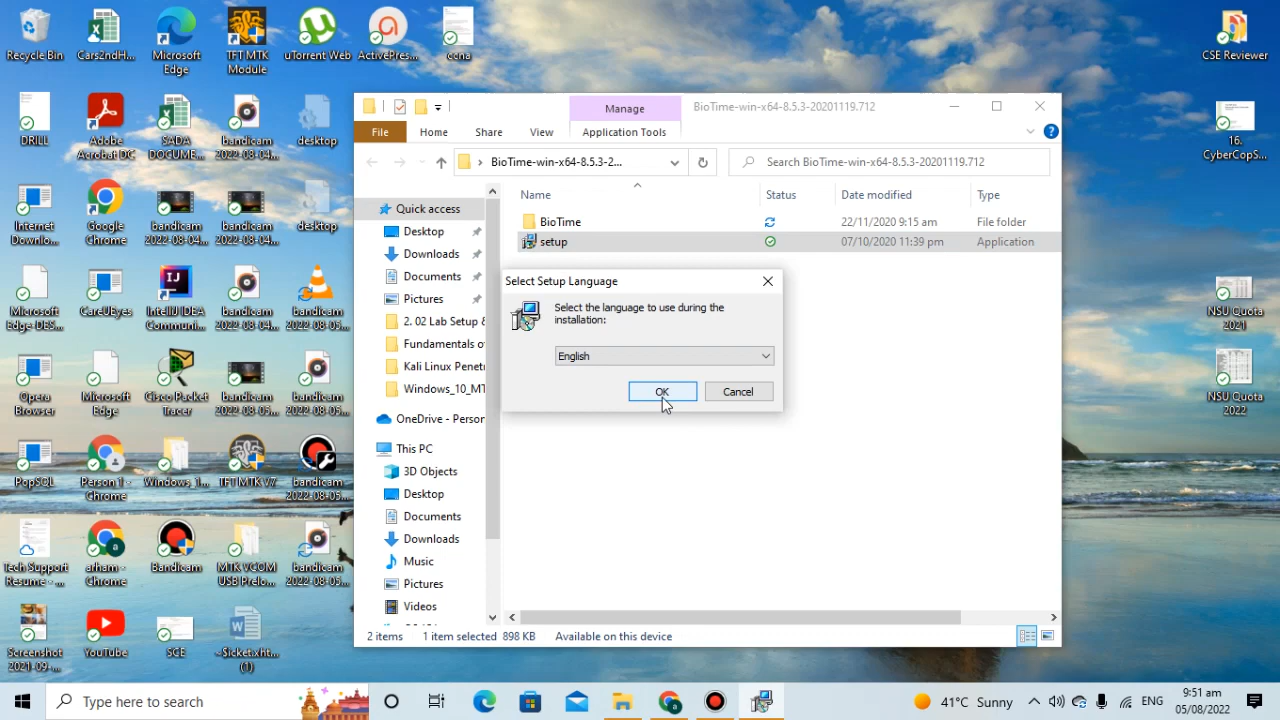 Recycle Bin
Cars2ndH...
Microsoft
Edge
TFT MTK
Module
uTorrent Web
ActivePres...
ccna
CSE Reviewer
DRILL
Adobe
Acrobat DC
SADA
DOCUME...
bandicam
2022-08-04...
desktop
16.
CyberCopS...
Internet
Downlo...
Google
Chrome
bandicam
2022-08-04...
bandicam
2022-08-04...
desktop
Microsoft
Edge-DES...
CareUEyes
IntelliJ IDEA
Communi...
bandicam
2022-08-04...
bandicam
2022-08-05...
NSU Quota
2021
Opera
Browser
Microsoft
Edge
Cisco Packet
Tracer
bandicam
2022-08-05...
bandicam
2022-08-05...
NSU Quota
2022
PopSQL
Person 1 -
Chrome
Windows_1...
TFT MTK V7
bandicam
2022-08-05...
Tech Support
Resume - ...
arham -
Chrome
Bandicam
MTK VCOM
USB Prelo...
bandicam
2022-08-05...
Screenshot
2021-09-...
YouTube
SCE
~$icket.xht...
(1)
Manage
BioTime-win-x64-8.5.3-20201119.712
File
Home
Share
View
Application Tools
BioTime-win-x64-8.5.3-2...
Search BioTime-win-x64-8.5.3-20201119.712
Name
Status
Date modified
Type
BioTime
22/11/2020 9:15 am
File folder
setup
07/10/2020 11:39 pm
Application
Quick access
Desktop
Downloads
Documents
Pictures
2. 02 Lab Setup &
Fundamentals o
Kali Linux Penet
Windows_10_MT
OneDrive - Person
This PC
3D Objects
Desktop
Documents
Downloads
Music
Pictures
Videos
Select Setup Language
Select the language to use during the
installation:
English
OK
Cancel
2 items
1 item selected 898 KB
Available on this device
Type here to search
41°C Sunny
ENG
9:51 am
05/08/2022